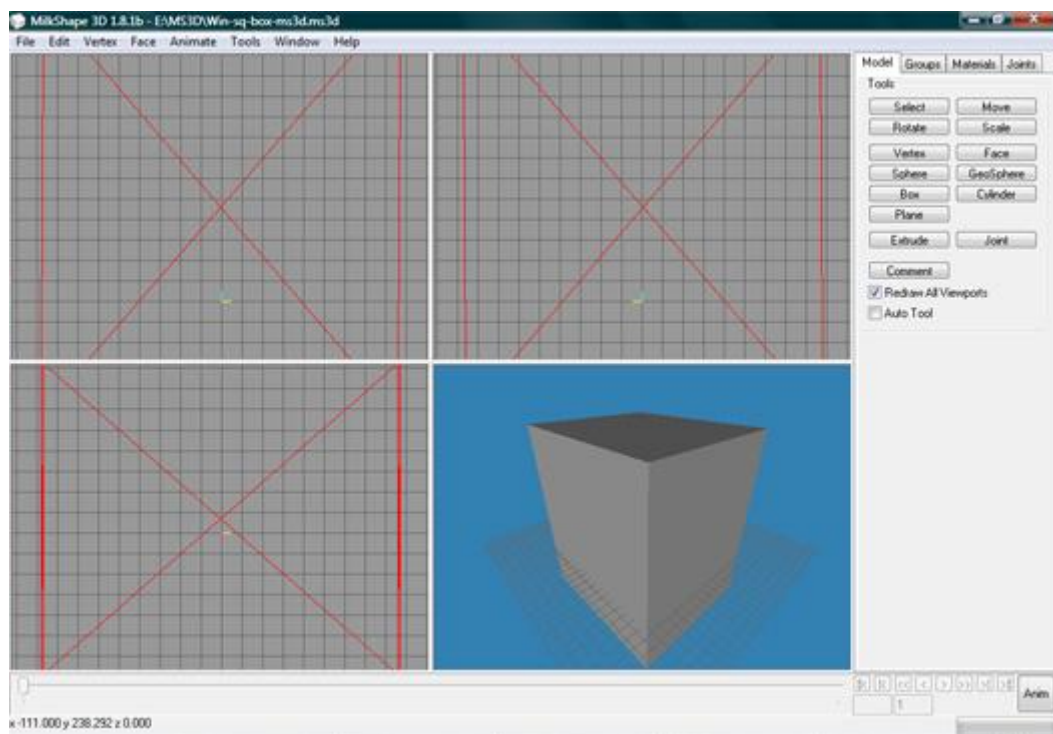 MilkShape 3D 1.8.1b - E:\MS3D\Win-sq-box-ms3d.ms3d
File Edit Vertex Face Animate Tools Window Help
Model Groups Materials Joints
Tools
Select Move
Rotate Scale
Vertex Face
Sphere GeoSphere
Box Cylinder
Plane
Extrude Joint
Comment
Redraw All Viewports
Auto Tool
Anim
1
x -111.000 y 238.292 z 0.000